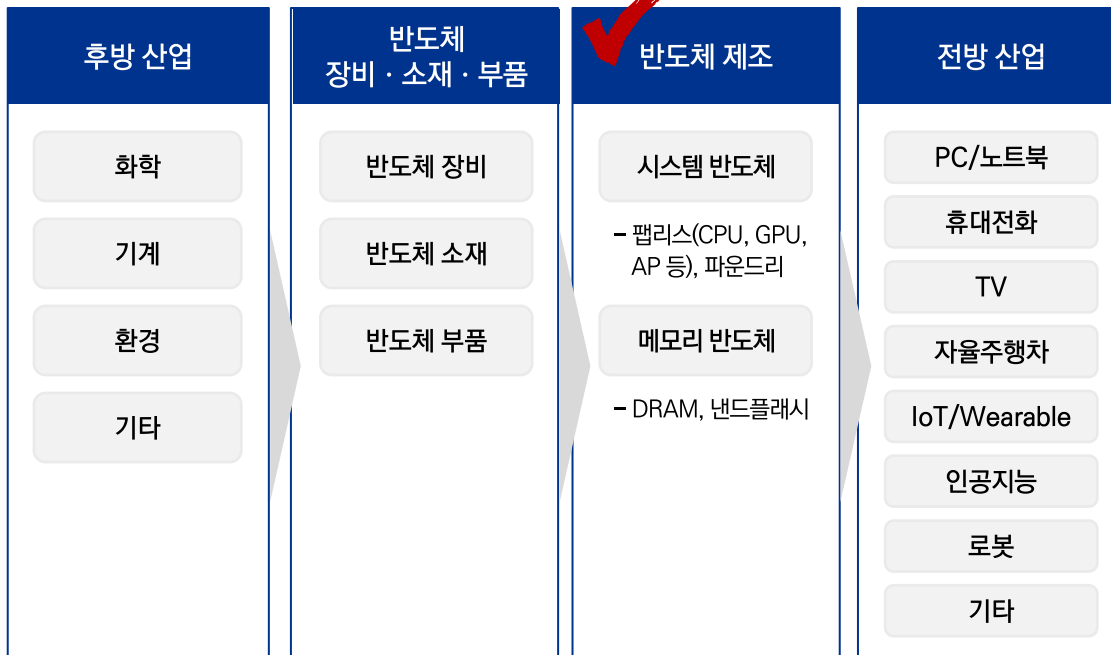 후방 산업
화학
기계
환경
기타
반도체
장비 · 소재 · 부품
반도체 장비
반도체 소재
반도체 부품
반도체 제조
시스템 반도체
– 팹리스(CPU, GPU,
AP 등), 파운드리
메모리 반도체
– DRAM, 낸드플래시
전방 산업
PC/노트북
휴대전화
TV
자율주행차
IoT/Wearable
인공지능
로봇
기타